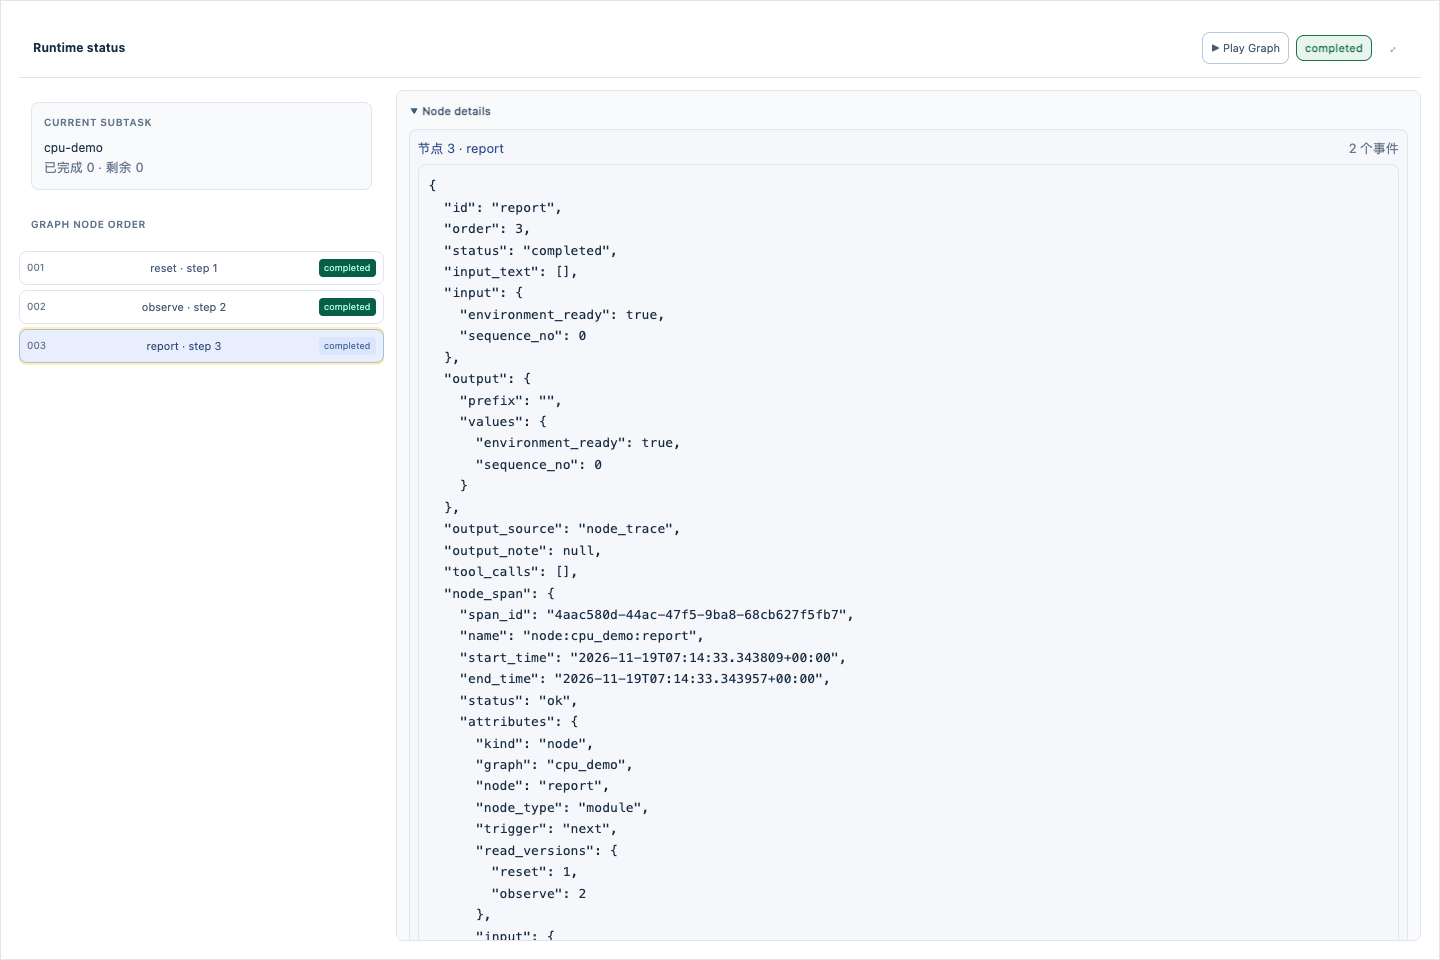 Runtime status
▶ Play Graph
completed
CURRENT SUBTASK
cpu-demo
已完成 0 · 剩余 0
GRAPH NODE ORDER
001 reset · step 1 completed
002 observe · step 2 completed
003 report · step 3 completed
▼ Node details
节点 3 · report 2 个事件
{
  "id": "report",
  "order": 3,
  "status": "completed",
  "input_text": [],
  "input": {
    "environment_ready": true,
    "sequence_no": 0
  },
  "output": {
    "prefix": "",
    "values": {
      "environment_ready": true,
      "sequence_no": 0
    }
  },
  "output_source": "node_trace",
  "output_note": null,
  "tool_calls": [],
  "node_span": {
    "span_id": "4aac580d-44ac-47f5-9ba8-68cb627f5fb7",
    "name": "node:cpu_demo:report",
    "start_time": "2026-11-19T07:14:33.343809+00:00",
    "end_time": "2026-11-19T07:14:33.343957+00:00",
    "status": "ok",
    "attributes": {
      "kind": "node",
      "graph": "cpu_demo",
      "node": "report",
      "node_type": "module",
      "trigger": "next",
      "read_versions": {
        "reset": 1,
        "observe": 2
      },
      "input": {